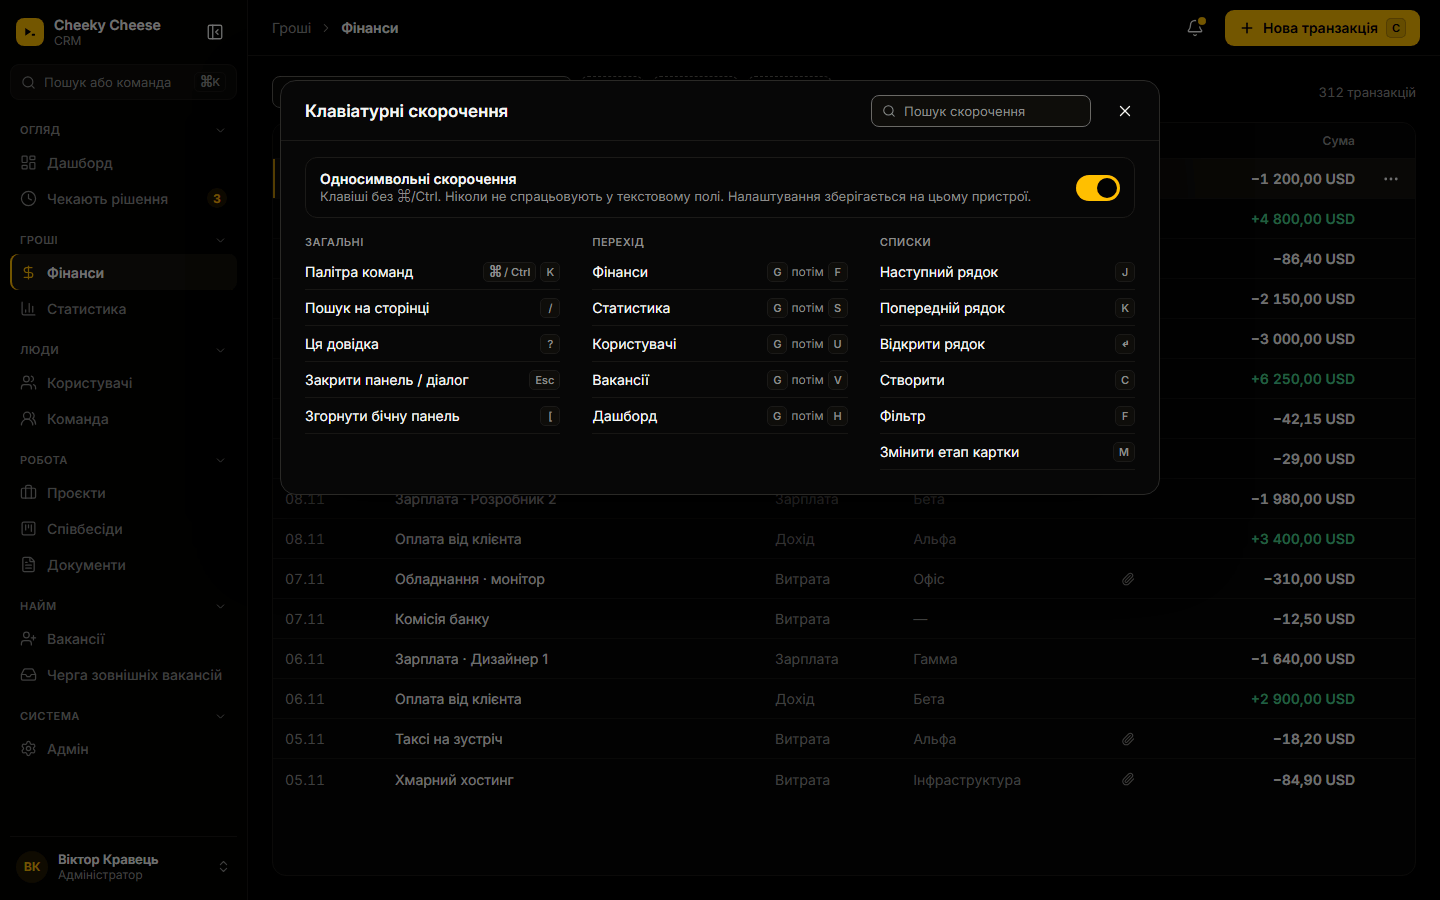 Cheeky Cheese
CRM
Пошук або команда ⌘K
ОГЛЯД
Дашборд
Чекають рішення 3
ГРОШІ
Фінанси
Статистика
ЛЮДИ
Користувачі
Команда
РОБОТА
Проєкти
Співбесіди
Документи
НАЙМ
Вакансії
Черга зовнішніх вакансій
СИСТЕМА
Адмін
ВК
Віктор Кравець
Адміністратор
Гроші › Фінанси
+ Нова транзакція C
312 транзакцій
Клавіатурні скорочення
Пошук скорочення
Односимвольні скорочення
Клавіші без ⌘/Ctrl. Ніколи не спрацьовують у текстовому полі. Налаштування зберігається на цьому пристрої.
ЗАГАЛЬНІ
Палітра команд ⌘ / Ctrl K
Пошук на сторінці /
Ця довідка ?
Закрити панель / діалог Esc
Згорнути бічну панель [
ПЕРЕХІД
Фінанси G потім F
Статистика G потім S
Користувачі G потім U
Вакансії G потім V
Дашборд G потім H
СПИСКИ
Наступний рядок J
Попередній рядок K
Відкрити рядок ↲
Створити C
Фільтр F
Змінити етап картки M
Сума
−1 200,00 USD
+4 800,00 USD
−86,40 USD
−2 150,00 USD
−3 000,00 USD
+6 250,00 USD
−42,15 USD
−29,00 USD
08.11 Зарплата · Розробник 2 Зарплата Бета −1 980,00 USD
08.11 Оплата від клієнта Дохід Альфа +3 400,00 USD
07.11 Обладнання · монітор Витрата Офіс −310,00 USD
07.11 Комісія банку Витрата — −12,50 USD
06.11 Зарплата · Дизайнер 1 Зарплата Гамма −1 640,00 USD
06.11 Оплата від клієнта Дохід Бета +2 900,00 USD
05.11 Таксі на зустріч Витрата Альфа −18,20 USD
05.11 Хмарний хостинг Витрата Інфраструктура −84,90 USD